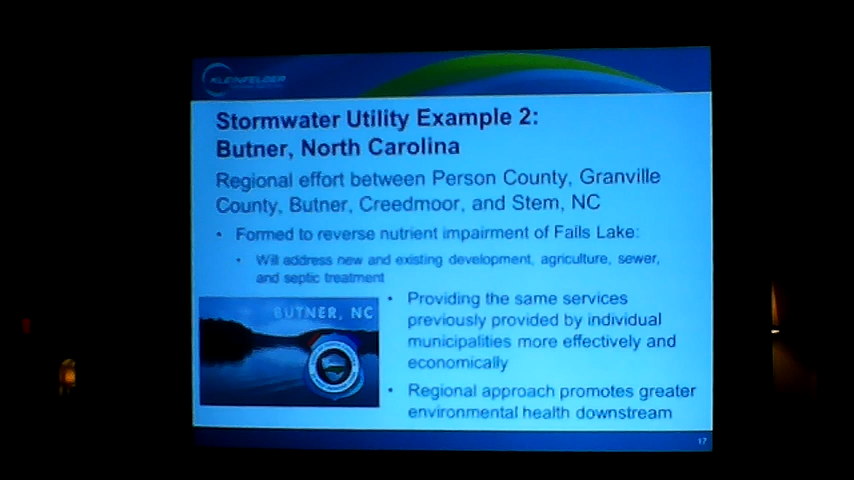 KLEINFELDER
Stormwater Utility Example 2:
Butner, North Carolina
Regional effort between Person County, Granville
County, Butner, Creedmoor, and Stem, NC
• Formed to reverse nutrient impairment of Falls Lake:
• Will address new and existing development, agriculture, sewer,
and septic treatment
BUTNER, NC
• Providing the same services
previously provided by individual
municipalities more effectively and
economically
• Regional approach promotes greater
environmental health downstream
17